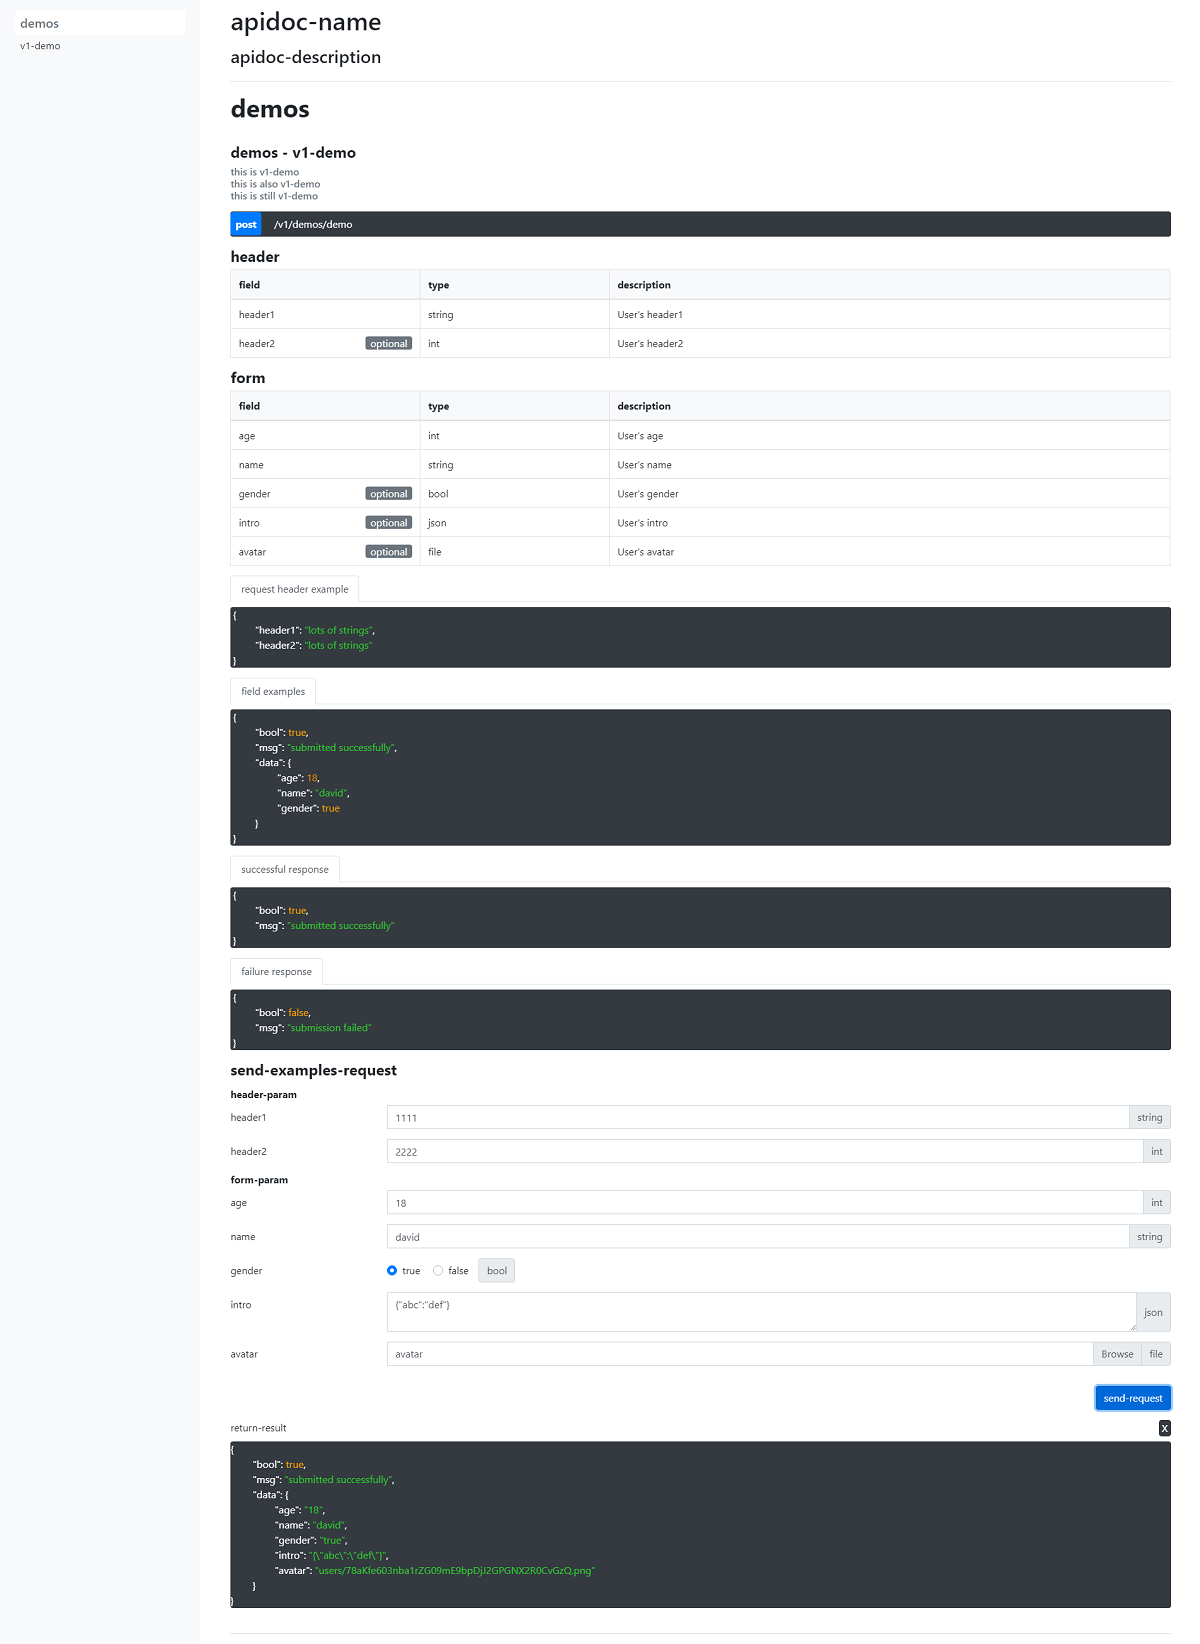 demos
v1-demo
apidoc-name
apidoc-description
demos
demos - v1-demo
this is v1-demo
this is also v1-demo
this is still v1-demo
post /v1/demos/demo
header
field type description
header1 string User's header1
header2 optional int User's header2
form
field type description
age int User's age
name string User's name
gender optional bool User's gender
intro optional json User's intro
avatar optional file User's avatar
request header example
{
"header1": "lots of strings",
"header2": "lots of strings"
}
field examples
{
"bool": true,
"msg": "submitted successfully",
"data": {
"age": 18,
"name": "david",
"gender": true
}
}
successful response
{
"bool": true,
"msg": "submitted successfully"
}
failure response
{
"bool": false,
"msg": "submission failed"
}
send-examples-request
header-param
header1 1111 string
header2 2222 int
form-param
age 18 int
name david string
gender true false bool
intro {"abc":"def"} json
avatar avatar Browse file
send-request
return-result X
{
"bool": true,
"msg": "submitted successfully",
"data": {
"age": "18",
"name": "david",
"gender": "true",
"intro": "{\"abc\":\"def\"}",
"avatar": "users/78aKfe603nba1rZG09mE9bpDjJ2GPGNX2R0CvGzQ.png"
}
}